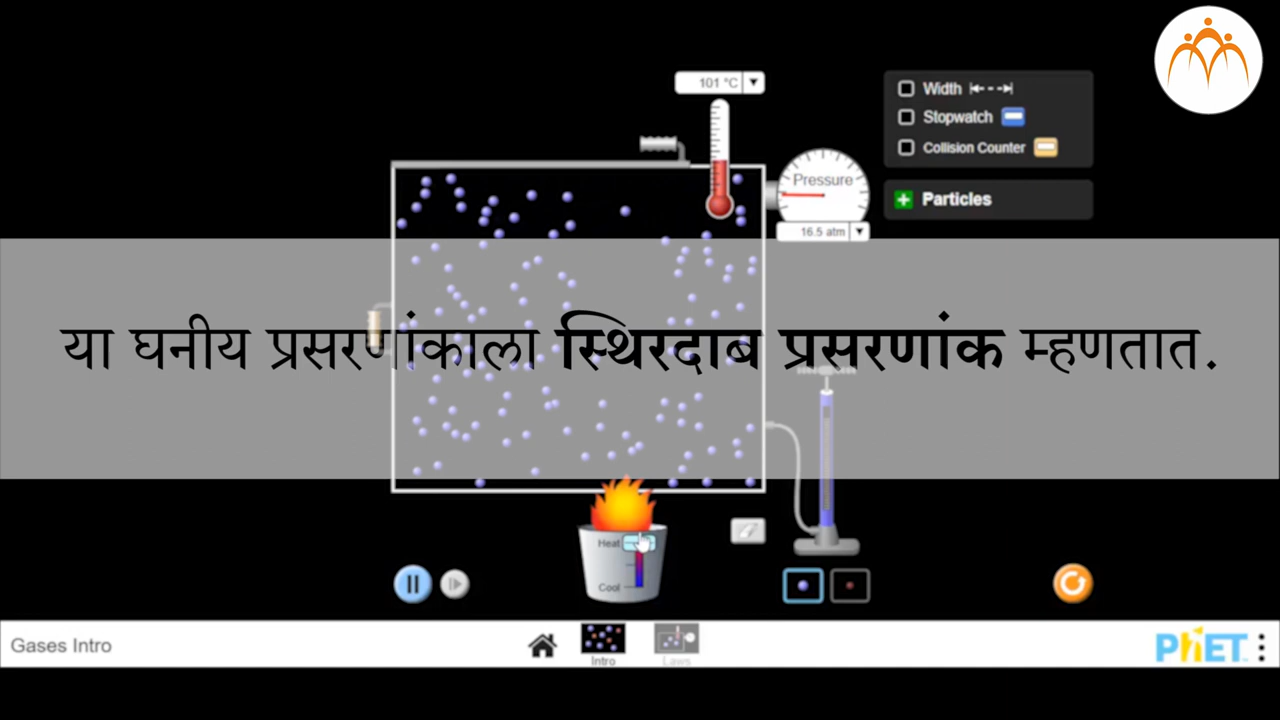 101 °C
Width
Stopwatch
Collision Counter
Pressure
Particles
16.5 atm
या घनीय प्रसरणांकाला स्थिरदाब प्रसरणांक म्हणतात.
Heat
Cool
Gases Intro
Intro
Laws
PhET